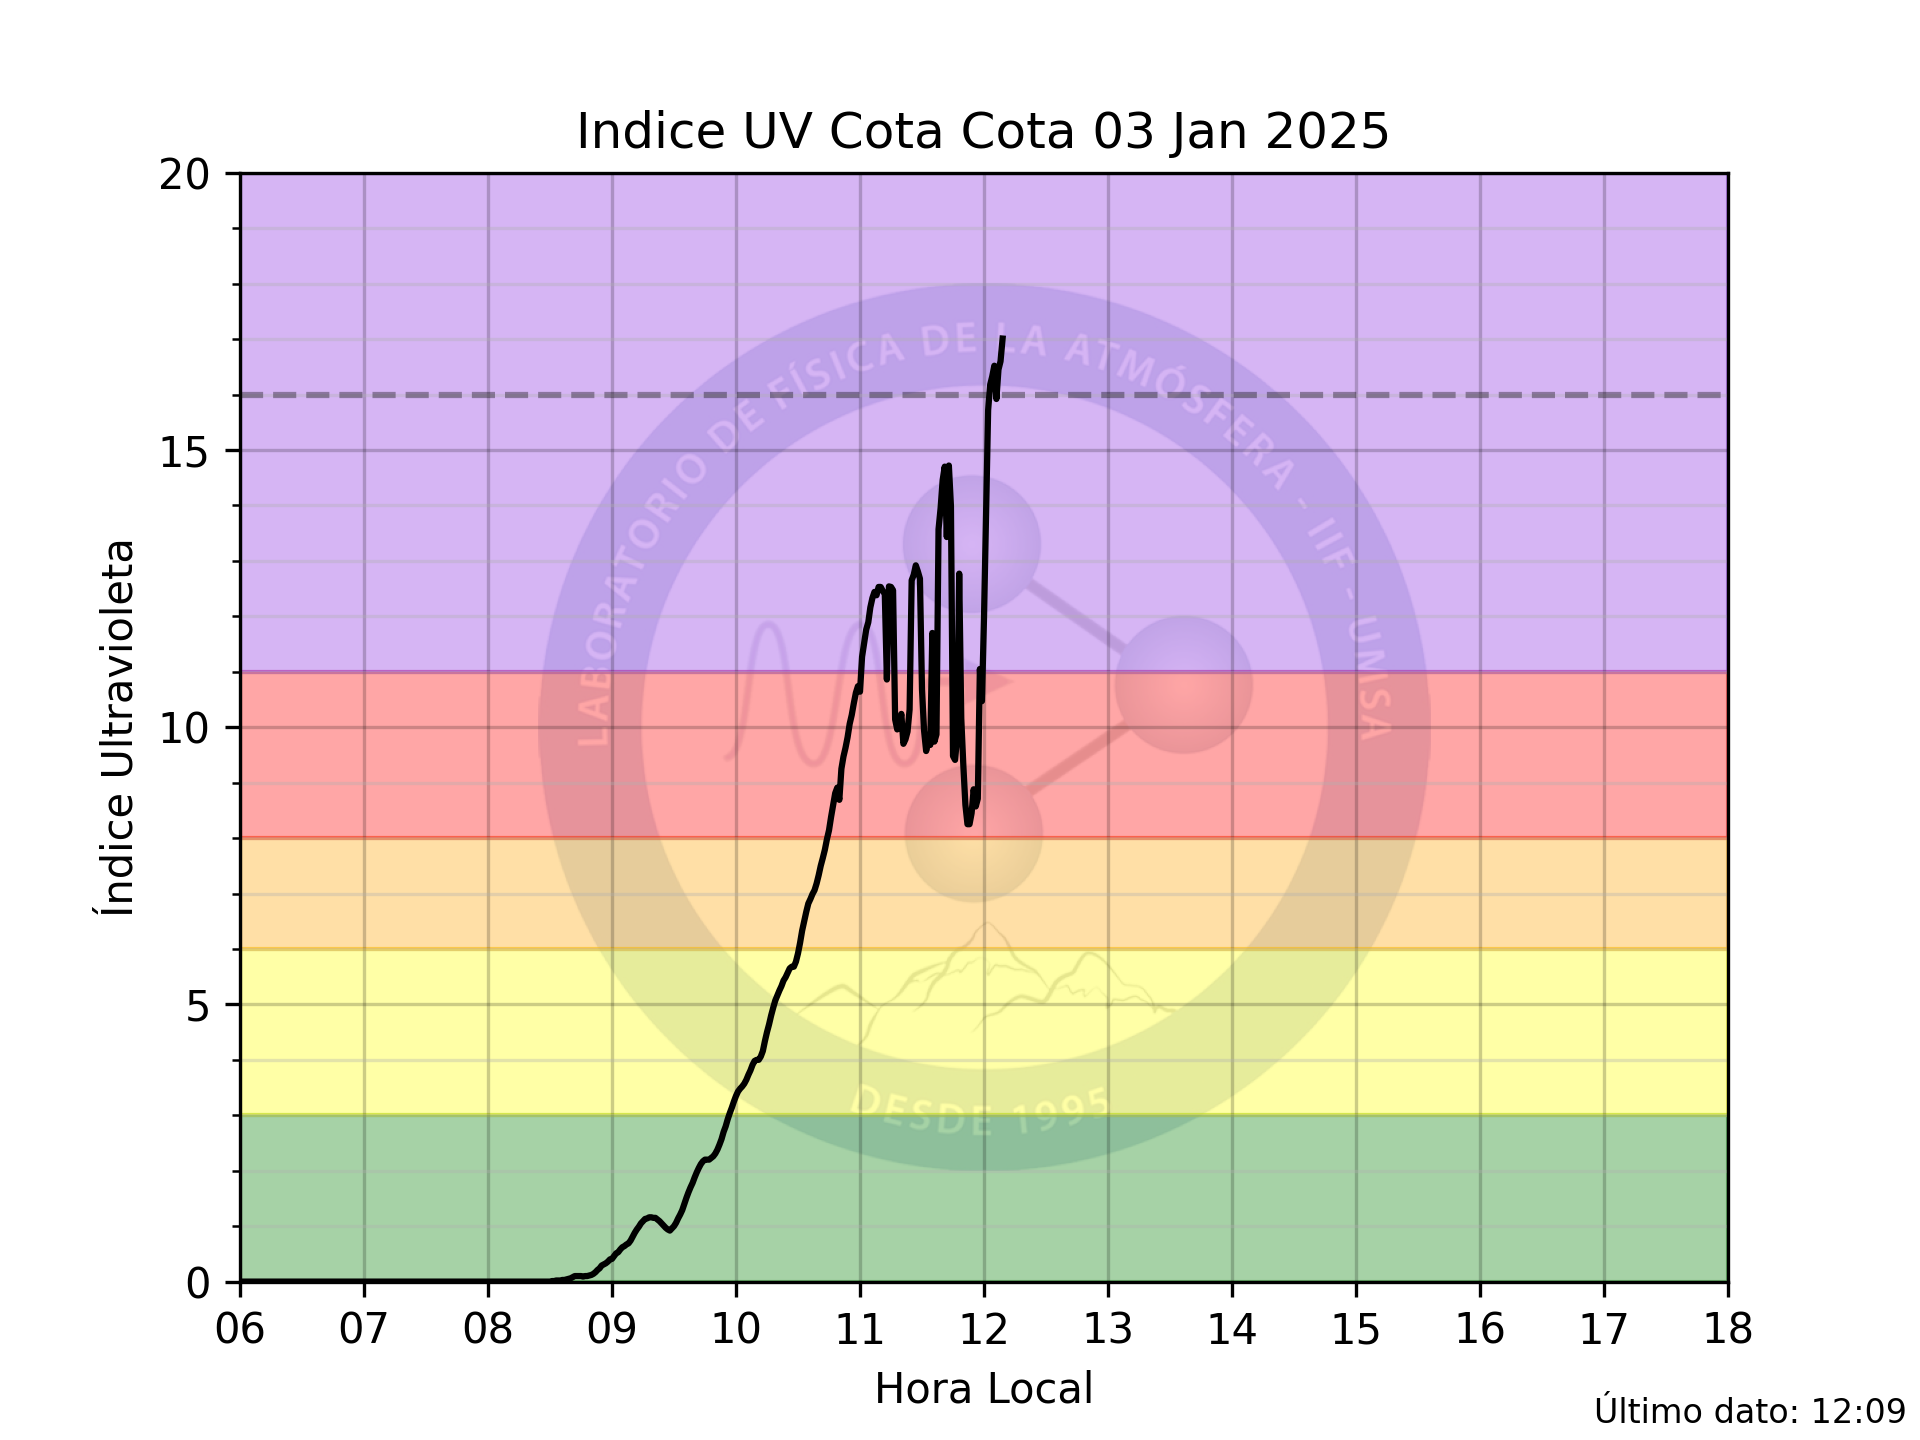 Indice UV Cota Cota 03 Jan 2025
20
15
10
5
0
Índice Ultravioleta
LABORATORIO DE FÍSICA DE LA ATMÓSFERA - IIF - UMSA
DESDE 1995
06 07 08 09 10 11 12 13 14 15 16 17 18
Hora Local
Último dato: 12:09